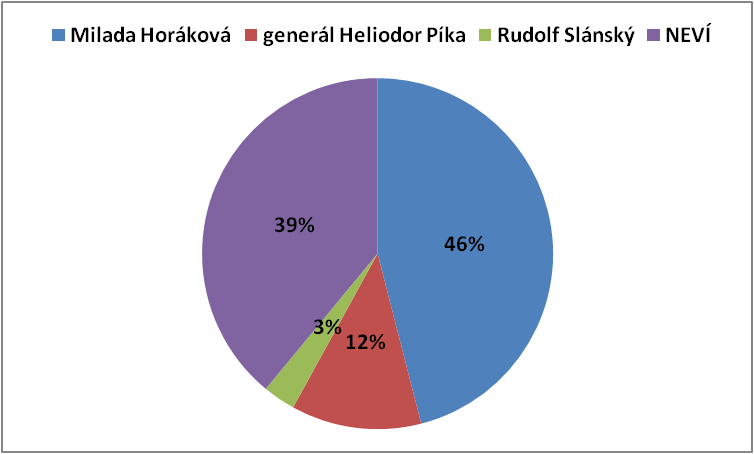 Milada Horáková generál Heliodor Píka Rudolf Slánský NEVÍ
39%
46%
3%
12%